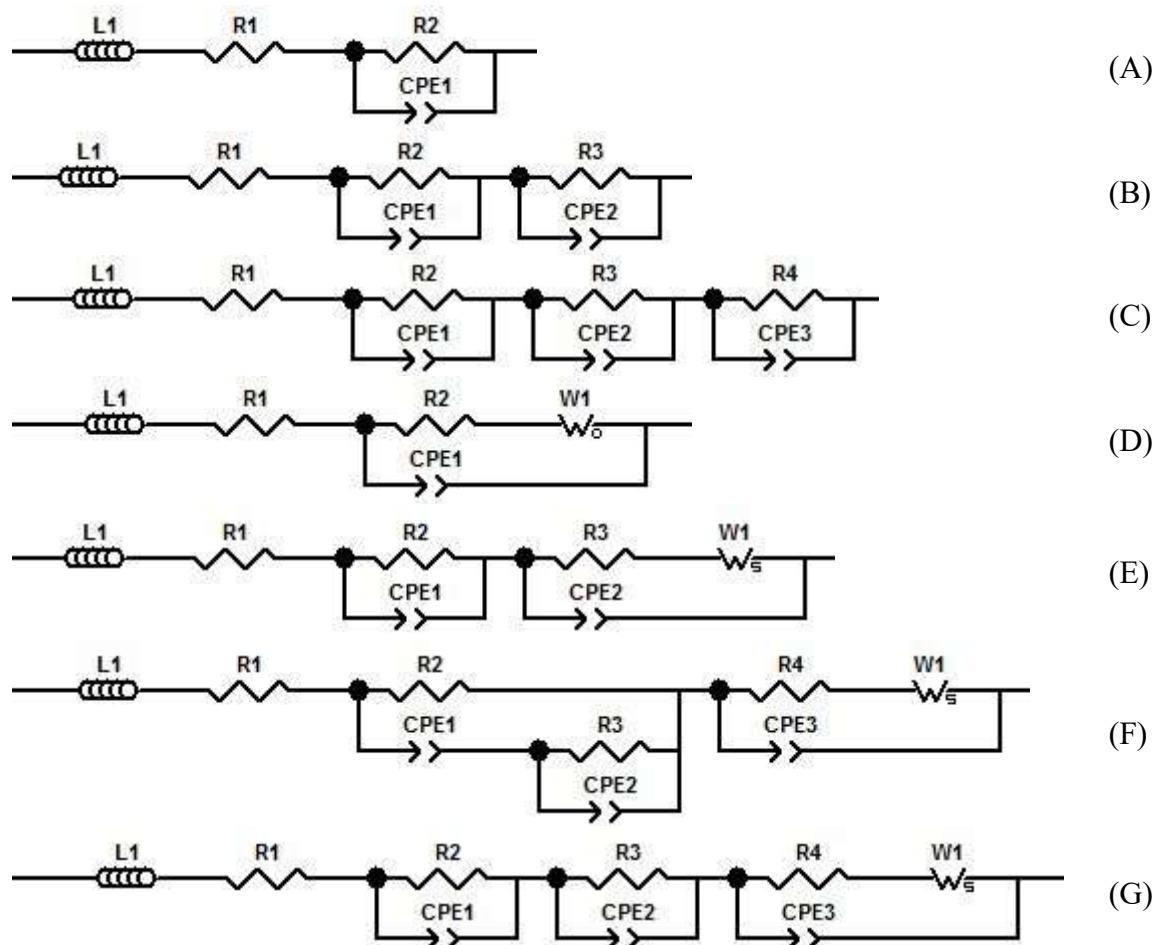 L1 R1 R2
CPE1
(A)
L1 R1 R2 R3
CPE1 CPE2
(B)
L1 R1 R2 R3 R4
CPE1 CPE2 CPE3
(C)
L1 R1 R2 W1
o
CPE1
(D)
L1 R1 R2 R3 W1
s
CPE1 CPE2
(E)
L1 R1 R2 R4 W1
s
CPE1 R3 CPE3
CPE2
(F)
L1 R1 R2 R3 R4 W1
s
CPE1 CPE2 CPE3
(G)